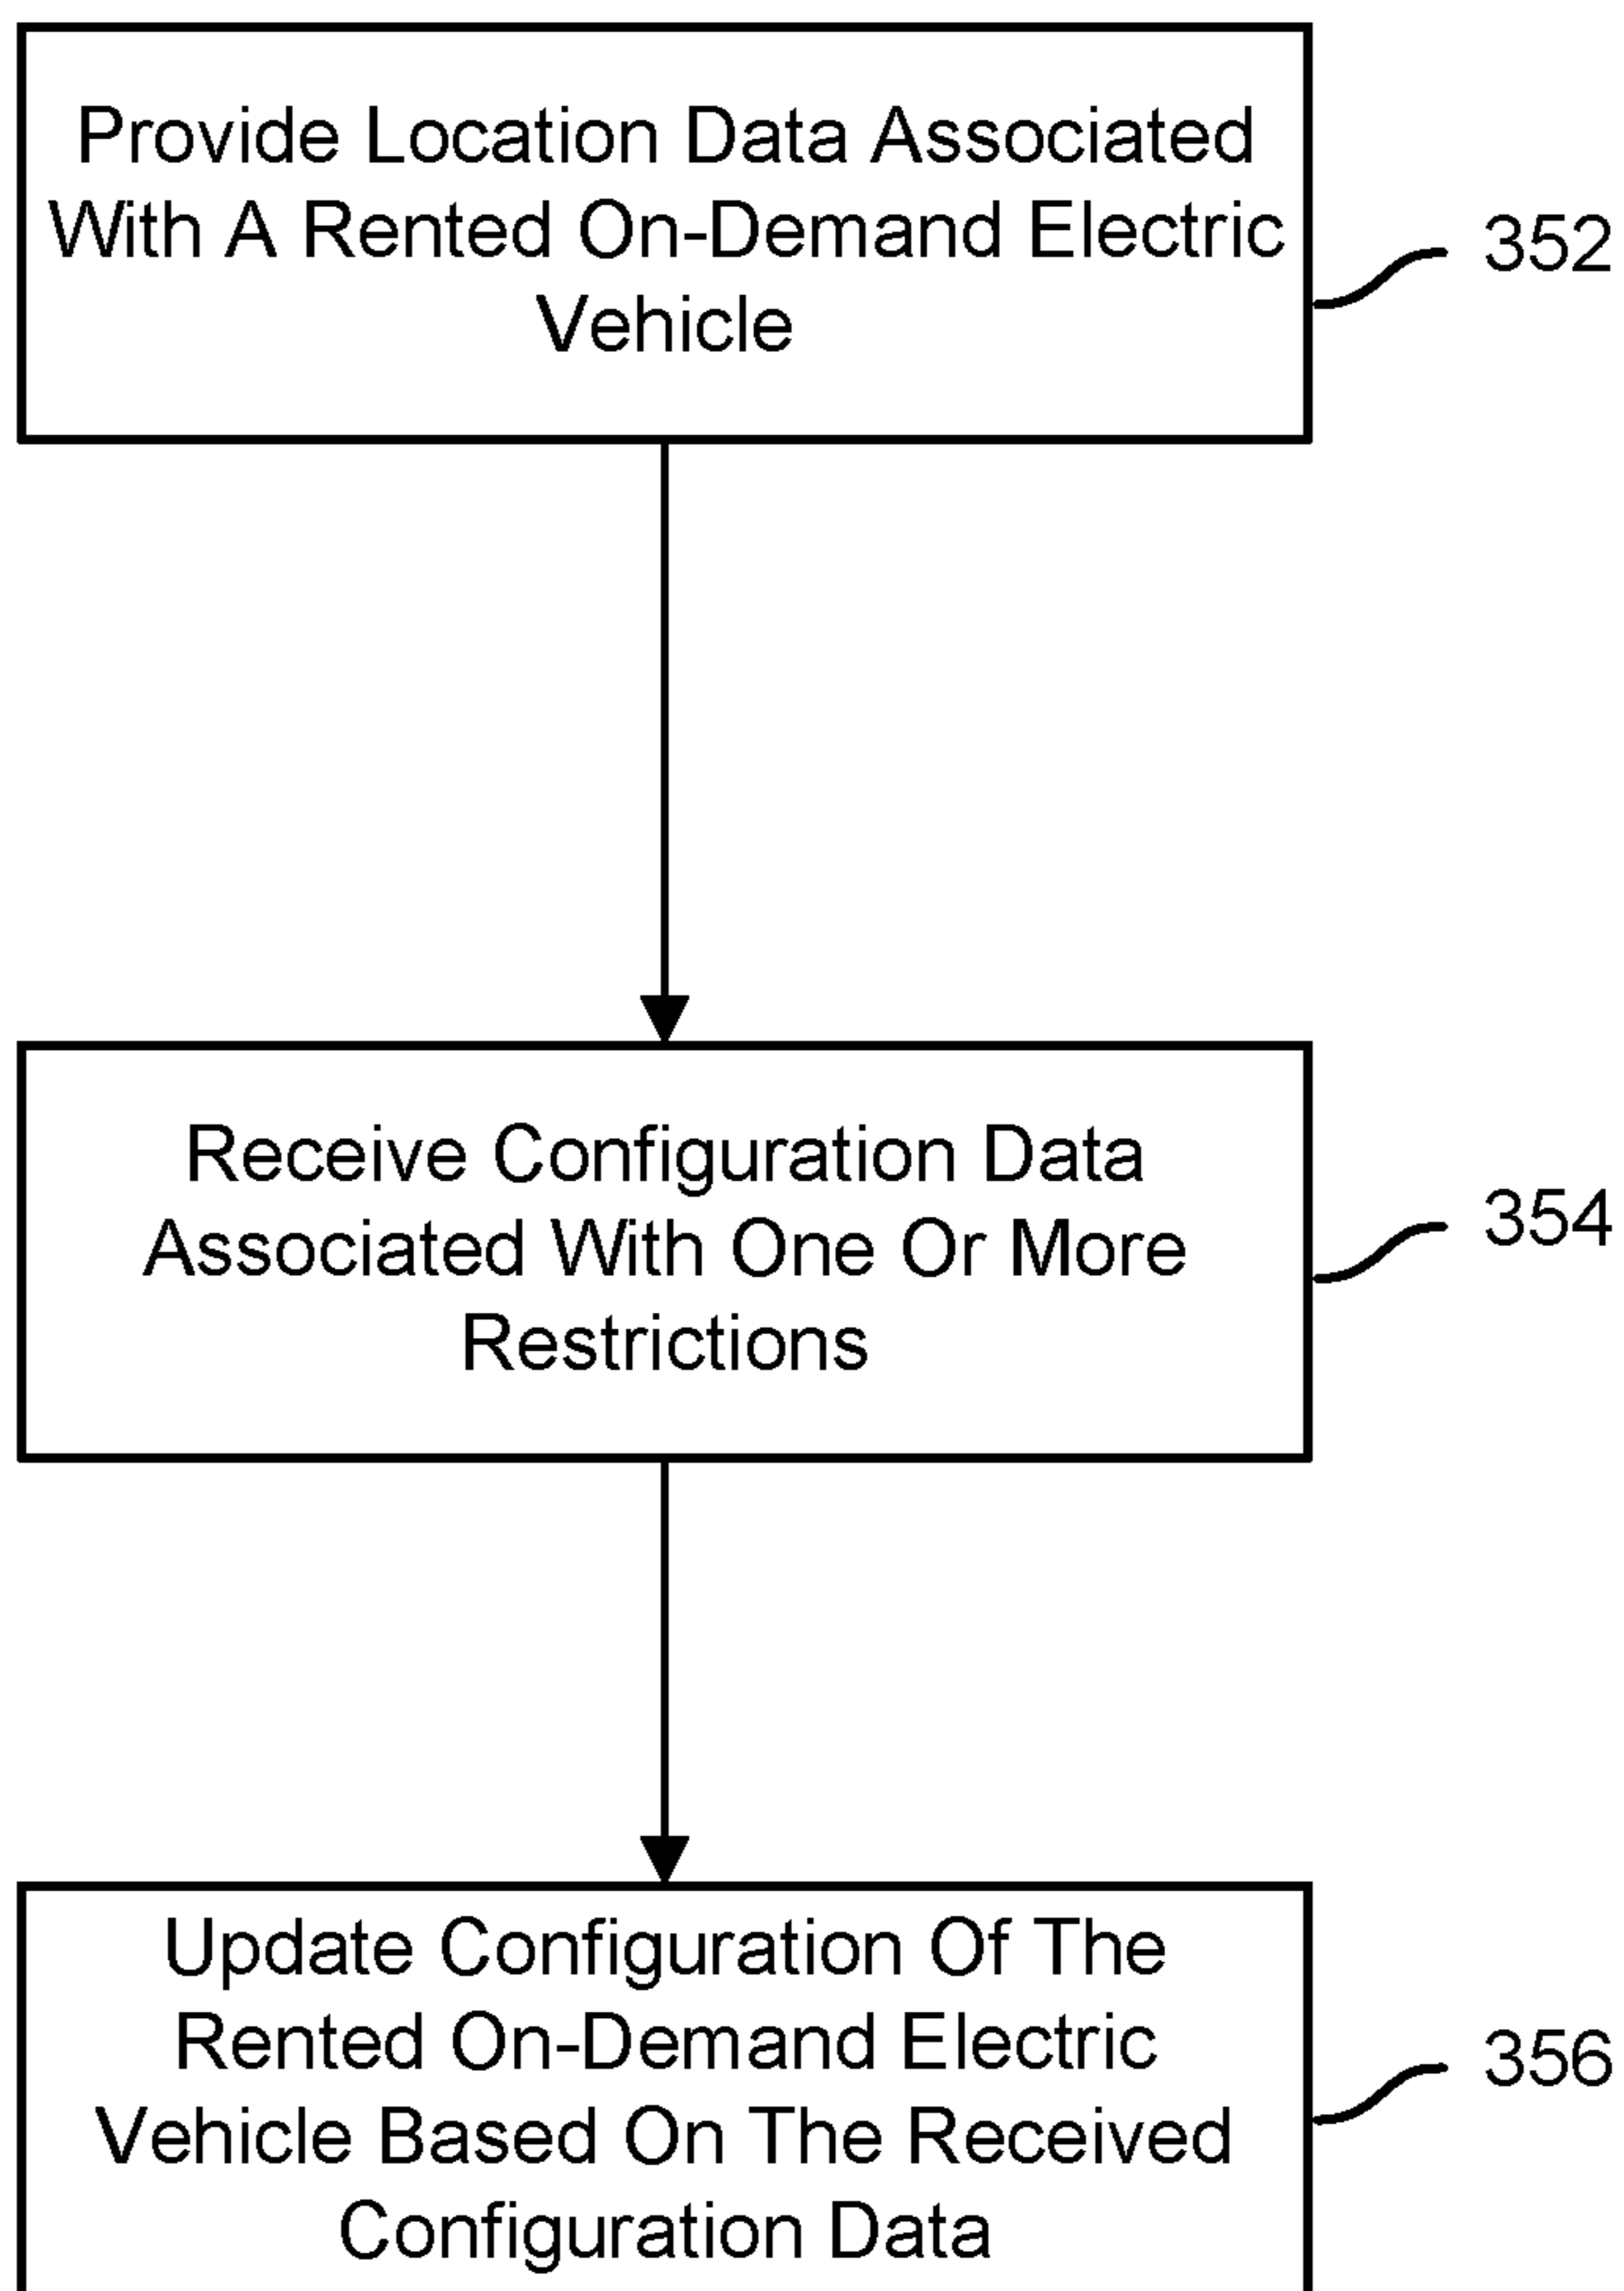 Provide Location Data Associated
With A Rented On-Demand Electric
Vehicle
352
Receive Configuration Data
Associated With One Or More
Restrictions
354
Update Configuration Of The
Rented On-Demand Electric
Vehicle Based On The Received
Configuration Data
356